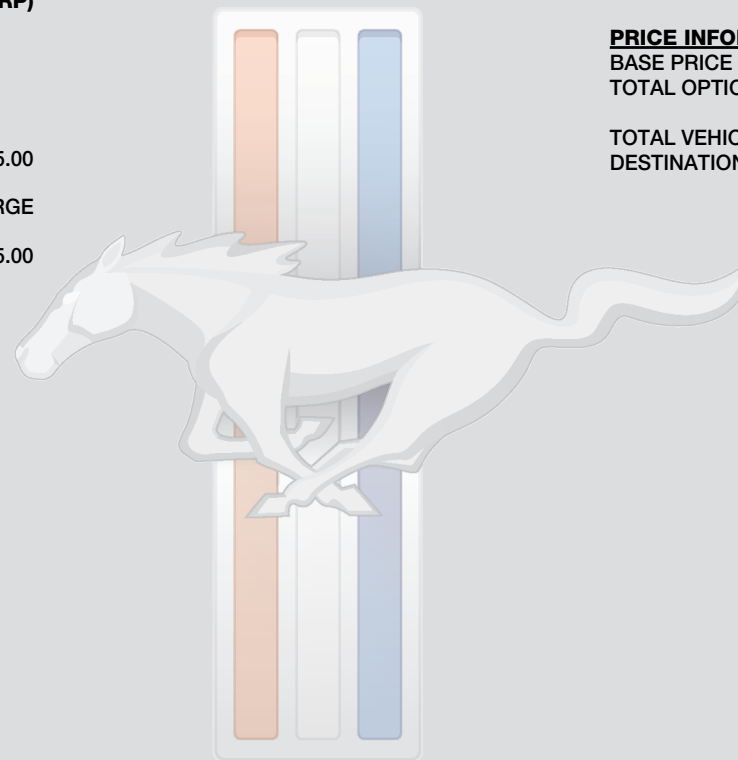 RP)
5.00
RGE
5.00
PRICE INFO
BASE PRICE
TOTAL OPTIO
TOTAL VEHIC
DESTINATION